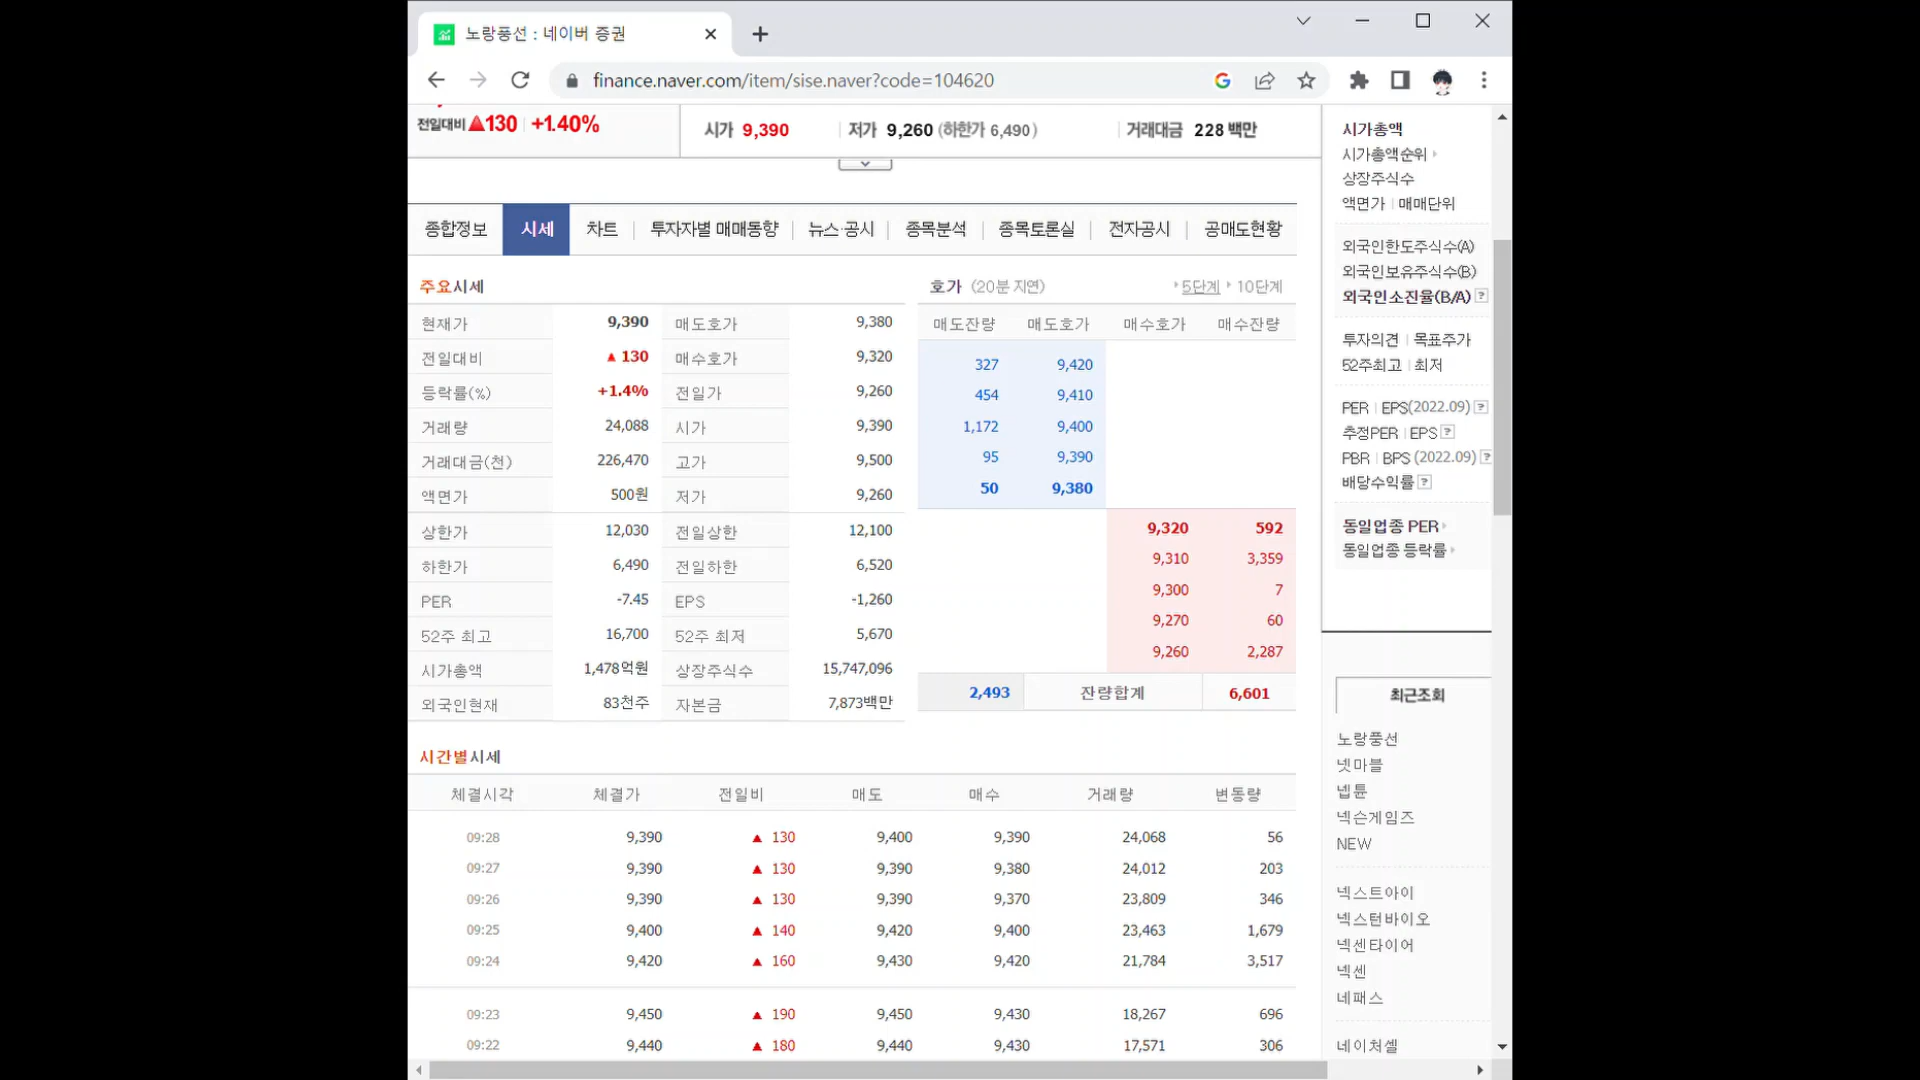 노랑풍선 : 네이버 증권
finance.naver.com/item/sise.naver?code=104620
전일대비 ▲130 +1.40%
시가 9,390 저가 9,260 (하한가 6,490) 거래대금 228 백만
종합정보 시세 차트 투자자별 매매동향 뉴스·공시 종목분석 종목토론실 전자공시 공매도현황
주요시세
현재가 9,390 매도호가 9,380
전일대비 ▲ 130 매수호가 9,320
등락률(%) +1.4% 전일가 9,260
거래량 24,088 시가 9,390
거래대금(천) 226,470 고가 9,500
액면가 500원 저가 9,260
상한가 12,030 전일상한 12,100
하한가 6,490 전일하한 6,520
PER -7.45 EPS -1,260
52주 최고 16,700 52주 최저 5,670
시가총액 1,478억원 상장주식수 15,747,096
외국인현재 83천주 자본금 7,873백만
호가 (20분 지연) 5단계 10단계
매도잔량 매도호가 매수호가 매수잔량
327 9,420
454 9,410
1,172 9,400
95 9,390
50 9,380
9,320 592
9,310 3,359
9,300 7
9,270 60
9,260 2,287
2,493 잔량합계 6,601
시간별시세
체결시각 체결가 전일비 매도 매수 거래량 변동량
09:28 9,390 ▲ 130 9,400 9,390 24,068 56
09:27 9,390 ▲ 130 9,390 9,380 24,012 203
09:26 9,390 ▲ 130 9,390 9,370 23,809 346
09:25 9,400 ▲ 140 9,420 9,400 23,463 1,679
09:24 9,420 ▲ 160 9,430 9,420 21,784 3,517
09:23 9,450 ▲ 190 9,450 9,430 18,267 696
09:22 9,440 ▲ 180 9,440 9,430 17,571 306
시가총액
시가총액순위
상장주식수
액면가 매매단위
외국인한도주식수(A)
외국인보유주식수(B)
외국인소진율(B/A) ?
투자의견 목표주가
52주최고 최저
PER EPS(2022.09) ?
추정PER EPS ?
PBR BPS (2022.09) ?
배당수익률 ?
동일업종 PER
동일업종 등락률
최근조회
노랑풍선
넷마블
넵튠
넥슨게임즈
NEW
넥스트아이
넥스턴바이오
넥센타이어
넥센
네패스
네이처셀